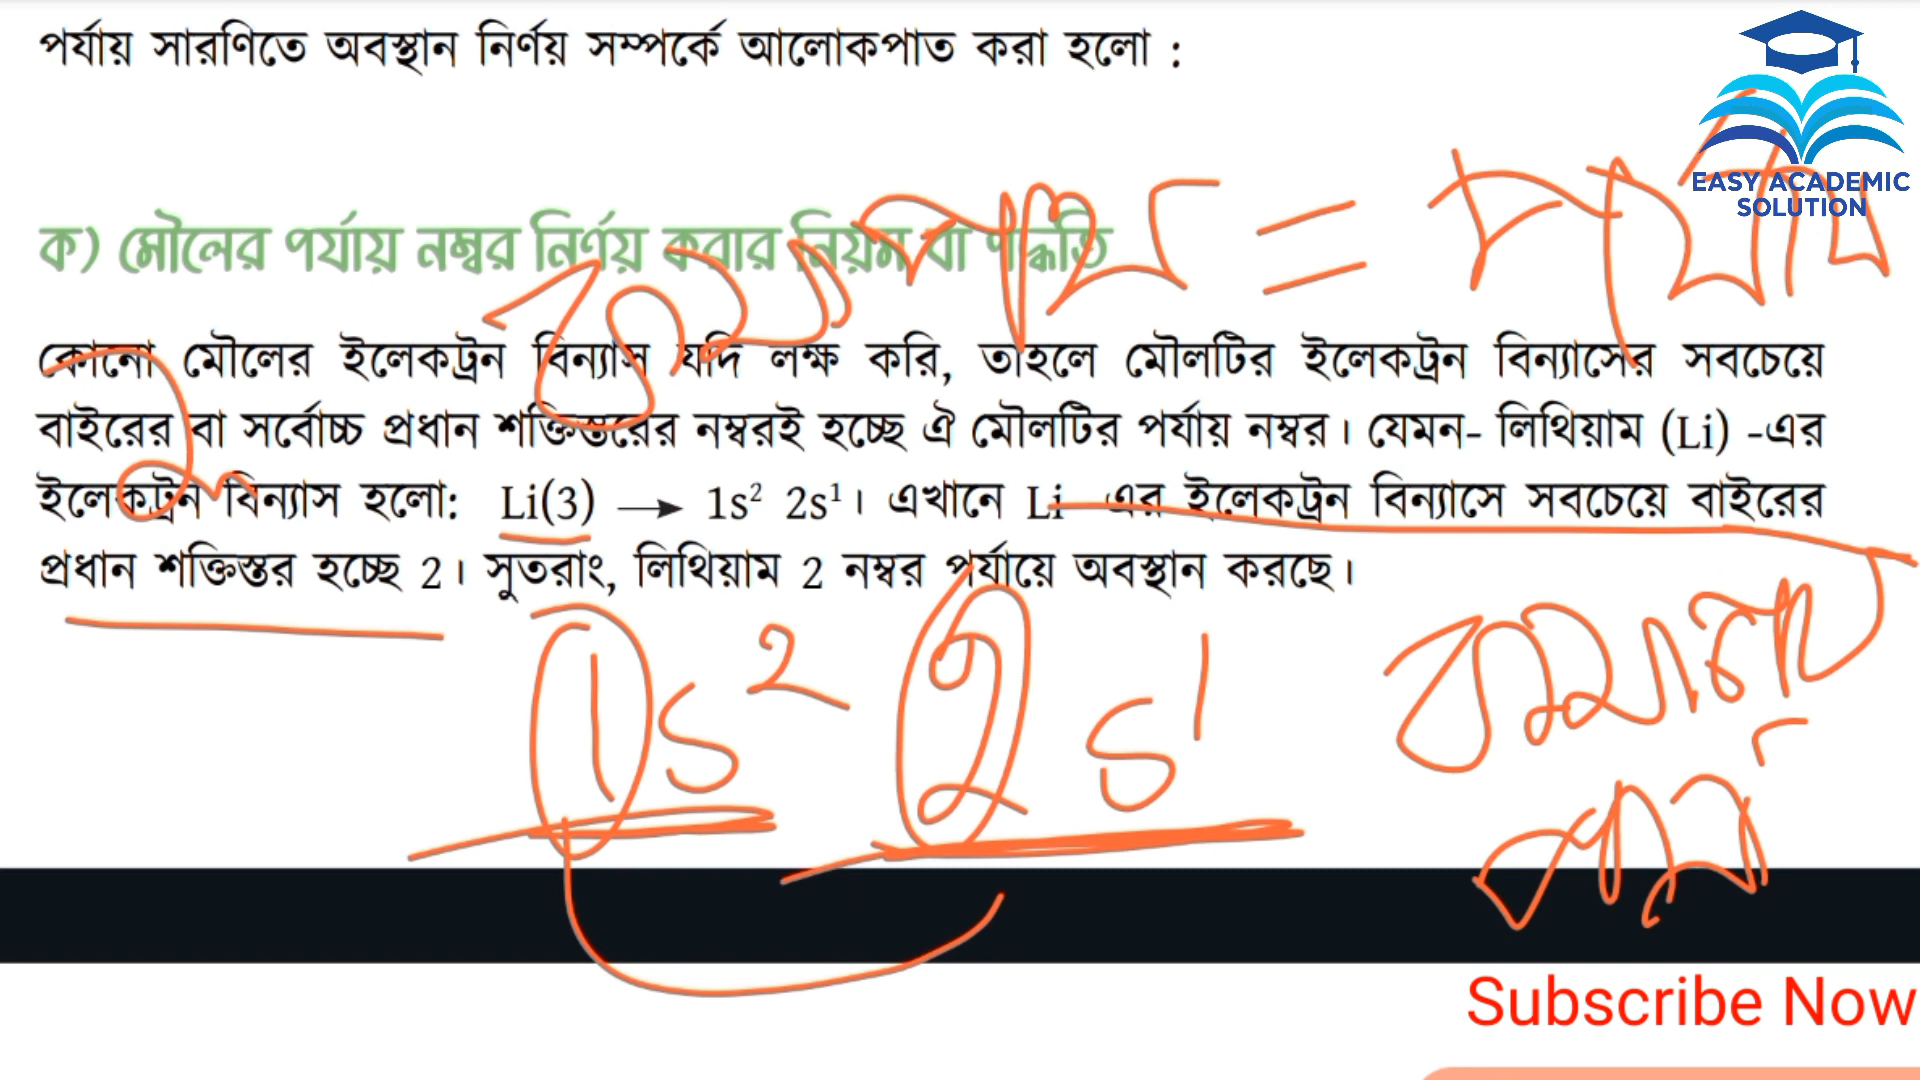 পর্যায় সারণিতে অবস্থান নির্ণয় সম্পর্কে আলোকপাত করা হলো :
EASY ACADEMIC
SOLUTION
ক) মৌলের পর্যায় নম্বর নির্ণয় করার নিয়ম বা পদ্ধতি
= পর্যায়
কোনো মৌলের ইলেকট্রন বিন্যাস যদি লক্ষ করি, তাহলে মৌলটির ইলেকট্রন বিন্যাসের সবচেয়ে
বাইরের বা সর্বোচ্চ প্রধান শক্তিস্তরের নম্বরই হচ্ছে ঐ মৌলটির পর্যায় নম্বর। যেমন- লিথিয়াম (Li) -এর
ইলেকট্রন বিন্যাস হলো: Li(3) → 1s² 2s¹। এখানে Li এর ইলেকট্রন বিন্যাসে সবচেয়ে বাইরের
প্রধান শক্তিস্তর হচ্ছে 2। সুতরাং, লিথিয়াম 2 নম্বর পর্যায়ে অবস্থান করছে।
1s² 2s¹
Subscribe Now